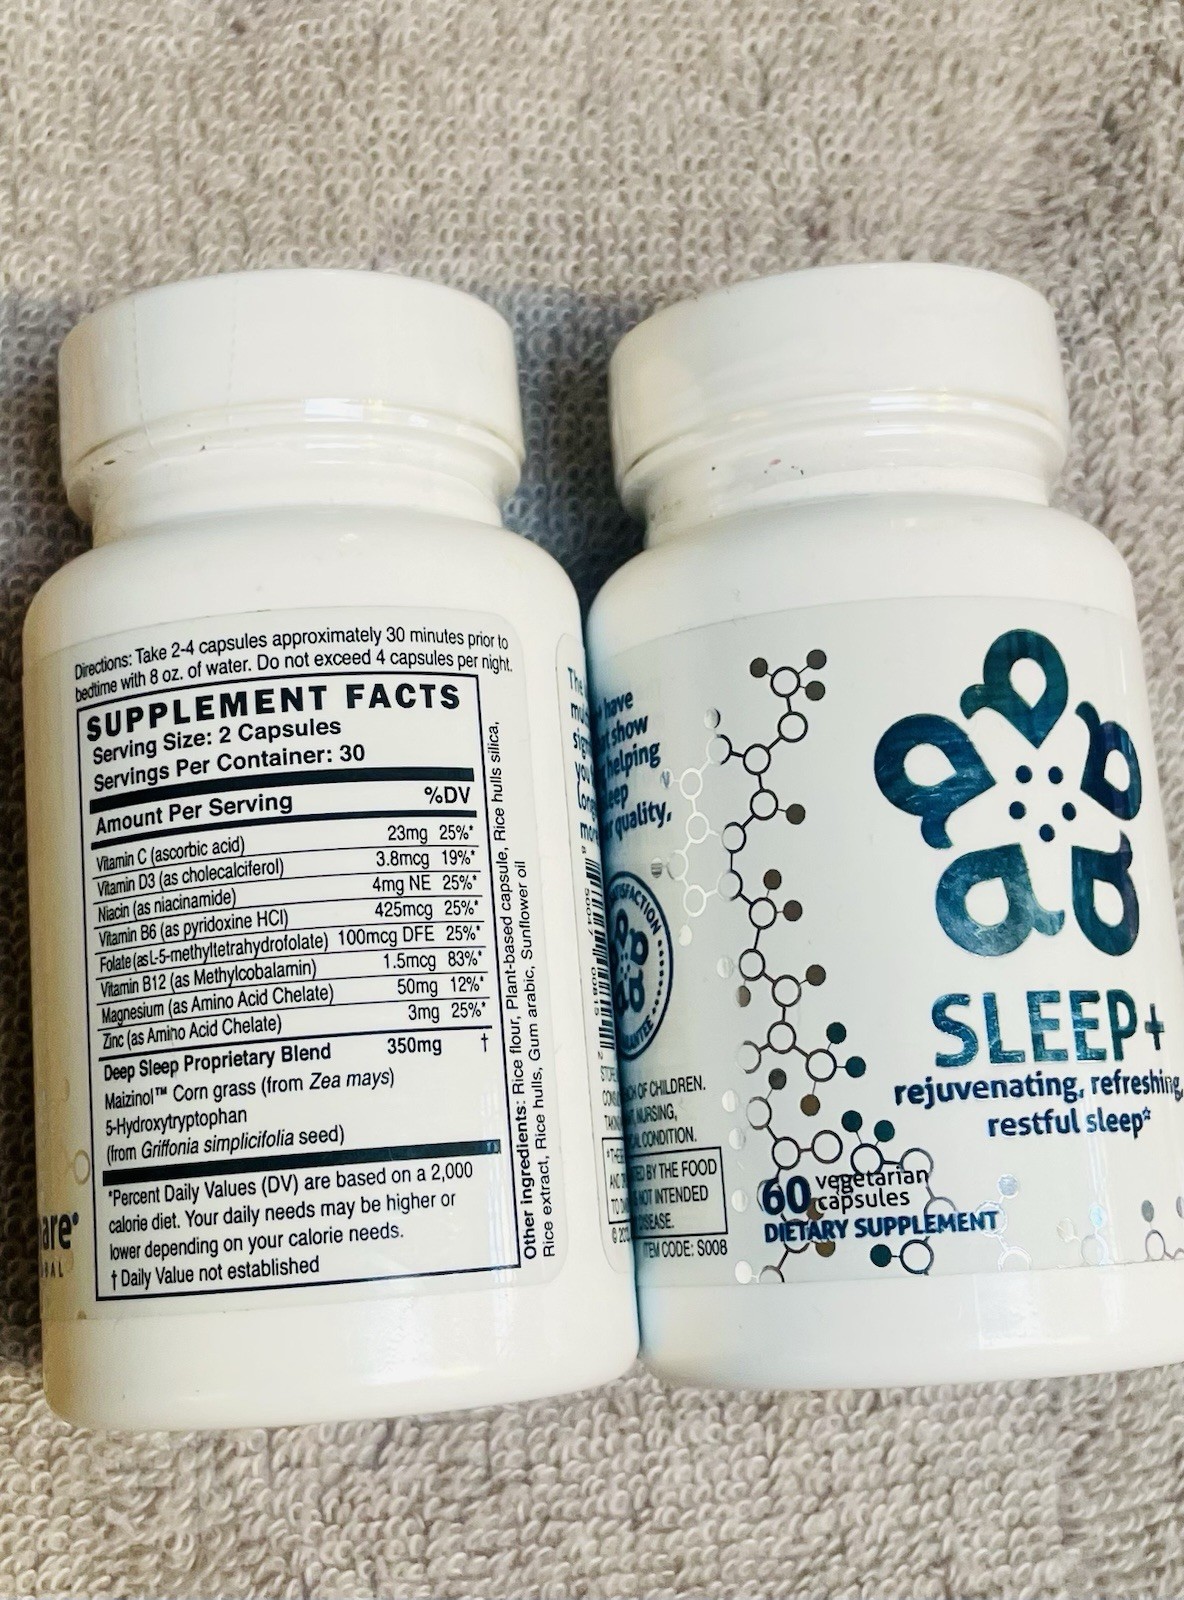 Directions: Take 2-4 capsules approximately 30 minutes prior to
bedtime with 8 oz. of water. Do not exceed 4 capsules per night.
SUPPLEMENT FACTS
Serving Size: 2 Capsules
Servings Per Container: 30
Amount Per Serving %DV
Vitamin C (ascorbic acid) 23mg 25%*
Vitamin D3 (as cholecalciferol) 3.8mcg 19%*
Niacin (as niacinamide) 4mg NE 25%*
Vitamin B6 (as pyridoxine HCl) 425mcg 25%*
Folate (as L-5-methyltetrahydrofolate) 100mcg DFE 25%*
Vitamin B12 (as Methylcobalamin) 1.5mcg 83%*
Magnesium (as Amino Acid Chelate) 50mg 12%*
Zinc (as Amino Acid Chelate) 3mg 25%*
Deep Sleep Proprietary Blend 350mg †
Maizinol™ Corn grass (from Zea mays)
5-Hydroxytryptophan
(from Griffonia simplicifolia seed)
*Percent Daily Values (DV) are based on a 2,000
calorie diet. Your daily needs may be higher or
lower depending on your calorie needs.
† Daily Value not established
Other ingredients: Rice flour, Plant-based capsule, Rice hulls silica,
Rice extract, Rice hulls, Gum arabic, Sunflower oil
The
you
have
show
helping
quality,
OF CHILDREN.
NURSING,
CONDITION.
BY THE FOOD
NOT INTENDED
DISEASE.
ITEM CODE: S008
SLEEP+
rejuvenating, refreshing,
restful sleep*
60 vegetarian
capsules
DIETARY SUPPLEMENT